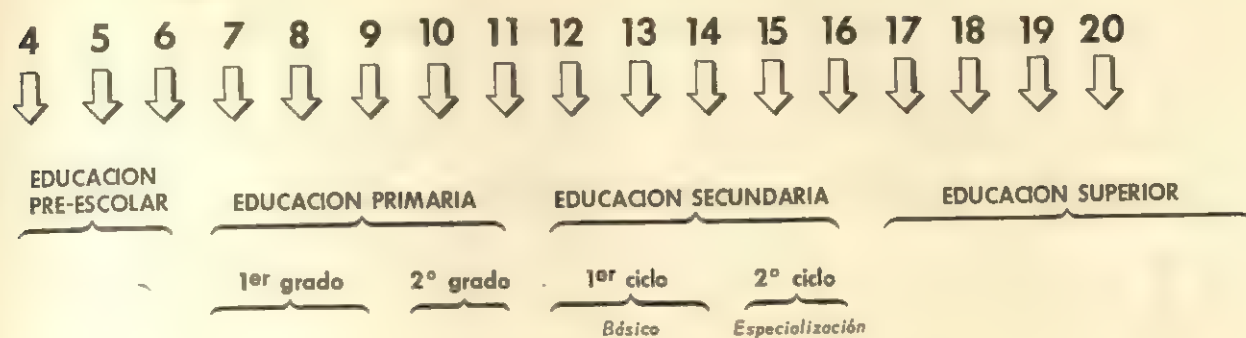 4 5 6 7 8 9 10 11 12 13 14 15 16 17 18 19 20
EDUCACION
PRE-ESCOLAR
EDUCACION PRIMARIA
EDUCACION SECUNDARIA
EDUCACION SUPERIOR
1er grado
2° grado
1er ciclo
2° ciclo
Básico
Especialización